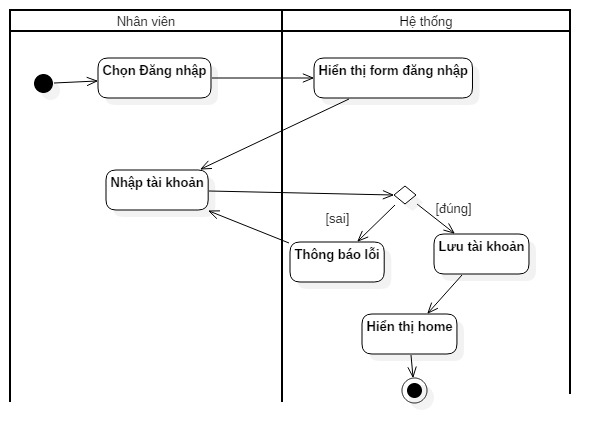 Nhân viên
Hệ thống
Chọn Đăng nhập
Hiển thị form đăng nhập
Nhập tài khoản
[sai]
[đúng]
Thông báo lỗi
Lưu tài khoản
Hiển thị home